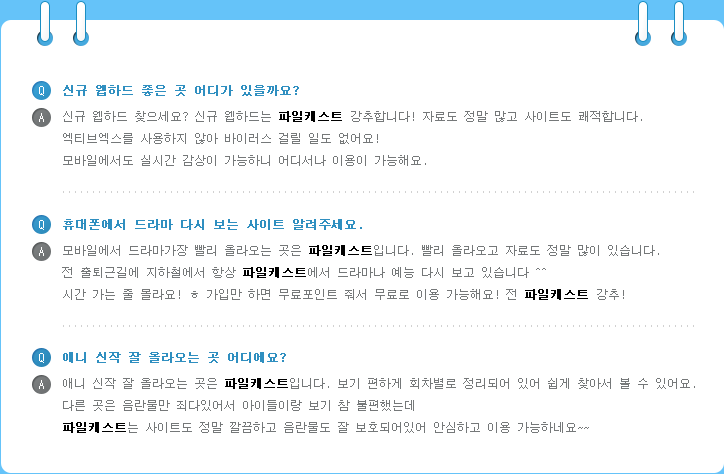 Q 신규 웹하드 좋은 곳 어디가 있을까요?
A 신규 웹하드 찾으세요? 신규 웹하드는 파일캐스트 강추합니다! 자료도 정말 많고 사이트도 쾌적합니다.
엑티브엑스를 사용하지 않아 바이러스 걸릴 일도 없어요!
모바일에서도 실시간 감상이 가능하니 어디서나 이용이 가능해요.
Q 휴대폰에서 드라마 다시 보는 사이트 알려주세요.
A 모바일에서 드라마가장 빨리 올라오는 곳은 파일캐스트입니다. 빨리 올라오고 자료도 정말 많이 있습니다.
전 출퇴근길에 지하철에서 항상 파일캐스트에서 드라마나 예능 다시 보고 있습니다 ^^
시간 가는 줄 몰라요! ㅎ 가입만 하면 무료포인트 줘서 무료로 이용 가능해요! 전 파일캐스트 강추!
Q 애니 신작 잘 올라오는 곳 어디에요?
A 애니 신작 잘 올라오는 곳은 파일캐스트입니다. 보기 편하게 회차별로 정리되어 있어 쉽게 찾아서 볼 수 있어요.
다른 곳은 음란물만 죄다있어서 아이들이랑 보기 참 불편했는데
파일캐스트는 사이트도 정말 깔끔하고 음란물도 잘 보호되어있어 안심하고 이용 가능하네요~~